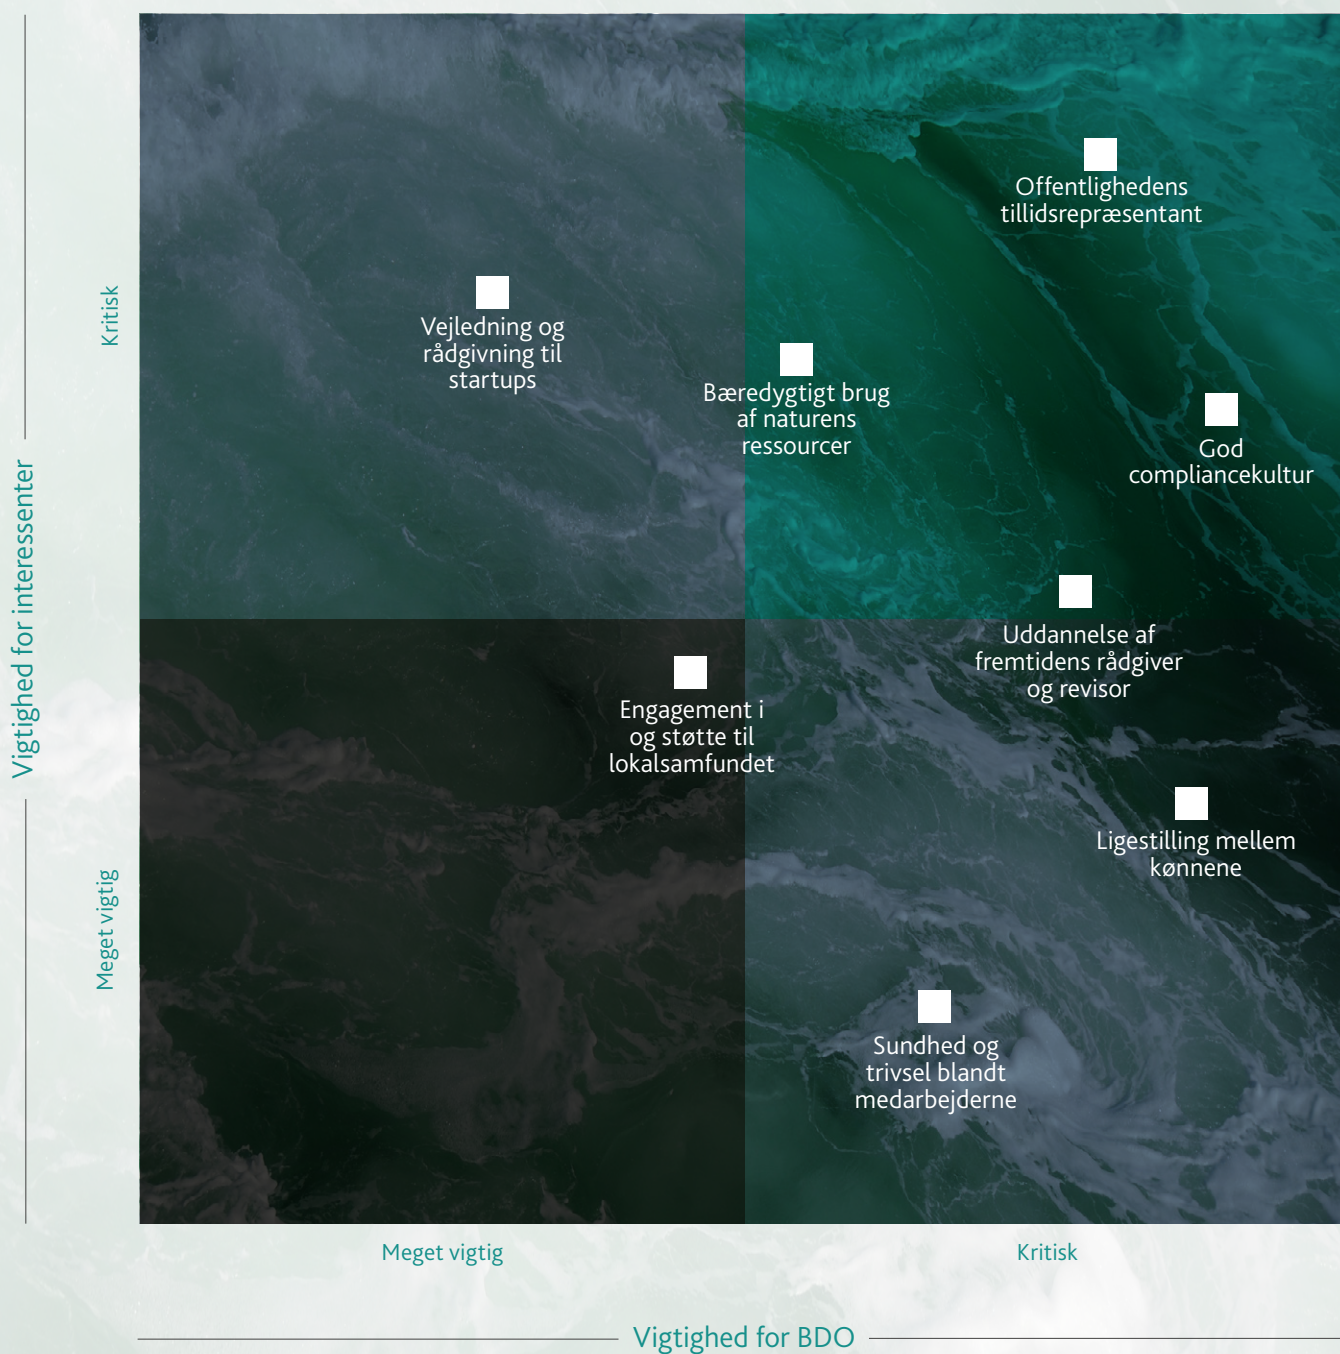 Offentlighedens
tillidsrepræsentant
Vejledning og
rådgivning til
startups
Bæredygtigt brug
af naturens
ressourcer
God
compliancekultur
Uddannelse af
fremtidens rådgiver
og revisor
Engagement i
og støtte til
lokalsamfundet
Ligestilling mellem
kønnene
Sundhed og
trivsel blandt
medarbejderne
Kritisk
Meget vigtig
Vigtighed for interessenter
Meget vigtig
Kritisk
Vigtighed for BDO